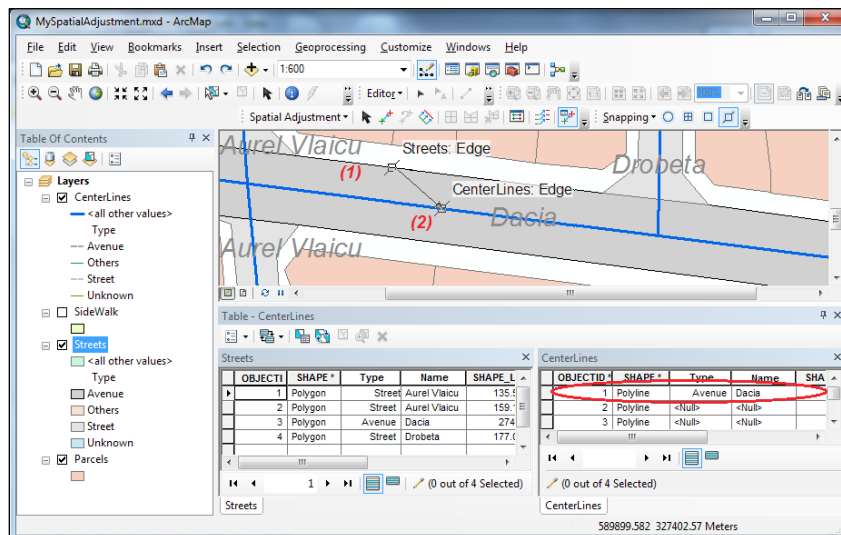 MySpatialAdjustment.mxd - ArcMap
File Edit View Bookmarks Insert Selection Geoprocessing Customize Windows Help
1:600
Editor
100%
Spatial Adjustment
Snapping
Table Of Contents
Layers
CenterLines
<all other values>
Type
Avenue
Others
Street
Unknown
SideWalk
Streets
<all other values>
Type
Avenue
Others
Street
Unknown
Parcels
Aurel Vlaicu
Streets: Edge
Drobeta
(1)
CenterLines: Edge
(2)
Dacia
Aurel Vlaicu
Table - CenterLines
Streets
OBJECTI SHAPE * Type Name SHAPE_L
1 Polygon Street Aurel Vlaicu 135.5
2 Polygon Street Aurel Vlaicu 159.1
3 Polygon Avenue Dacia 274
4 Polygon Street Drobeta 177.0
1
(0 out of 4 Selected)
Streets
CenterLines
OBJECTID * SHAPE * Type Name SHA
1 Polyline Avenue Dacia
2 Polyline <Null> <Null>
3 Polyline <Null> <Null>
(0 out of 4 Selected)
CenterLines
589899.582 327402.57 Meters